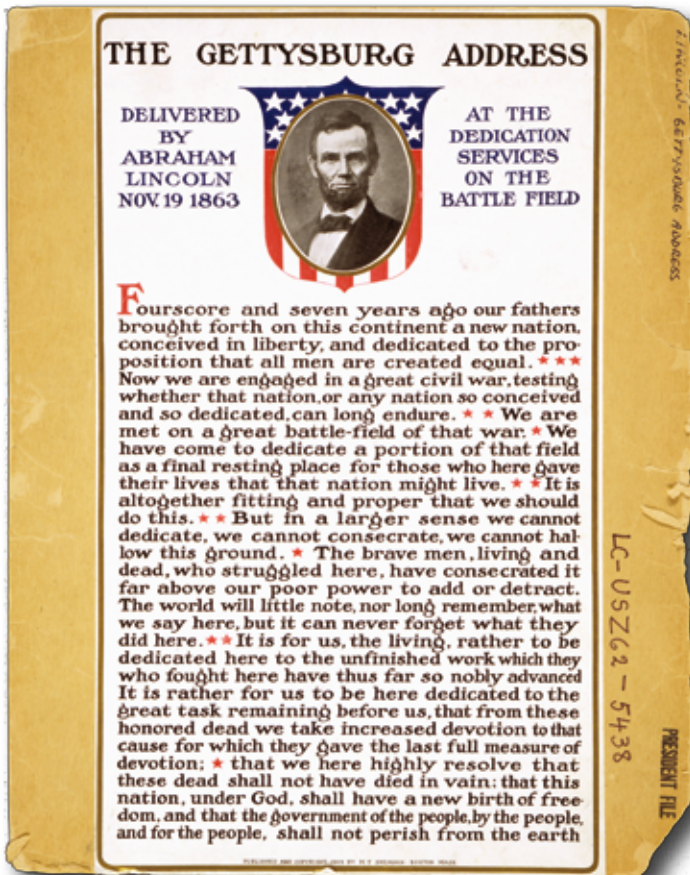 THE GETTYSBURG ADDRESS
DELIVERED
BY
ABRAHAM
LINCOLN
NOV. 19 1863
AT THE
DEDICATION
SERVICES
ON THE
BATTLE FIELD
Fourscore and seven years ago our fathers
brought forth on this continent a new nation,
conceived in liberty, and dedicated to the pro-
position that all men are created equal. ★★★
Now we are engaged in a great civil war, testing
whether that nation, or any nation so conceived
and so dedicated, can long endure. ★ ★ We are
met on a great battle-field of that war. ★ We
have come to dedicate a portion of that field
as a final resting place for those who here gave
their lives that that nation might live. ★ ★ It is
altogether fitting and proper that we should
do this. ★ ★ But in a larger sense we cannot
dedicate, we cannot consecrate, we cannot hal-
low this ground. ★ The brave men, living and
dead, who struggled here, have consecrated it
far above our poor power to add or detract.
The world will little note, nor long remember, what
we say here, but it can never forget what they
did here. ★★ It is for us, the living, rather to be
dedicated here to the unfinished work which they
who fought here have thus far so nobly advanced
It is rather for us to be here dedicated to the
great task remaining before us, that from these
honored dead we take increased devotion to that
cause for which they gave the last full measure of
devotion; ★ that we here highly resolve that
these dead shall not have died in vain: that this
nation, under God, shall have a new birth of free-
dom, and that the government of the people, by the people,
and for the people, shall not perish from the earth
LINCOLN. GETTYSBURG ADDRESS
LC-USZ62-5438
PRESIDENT FILE